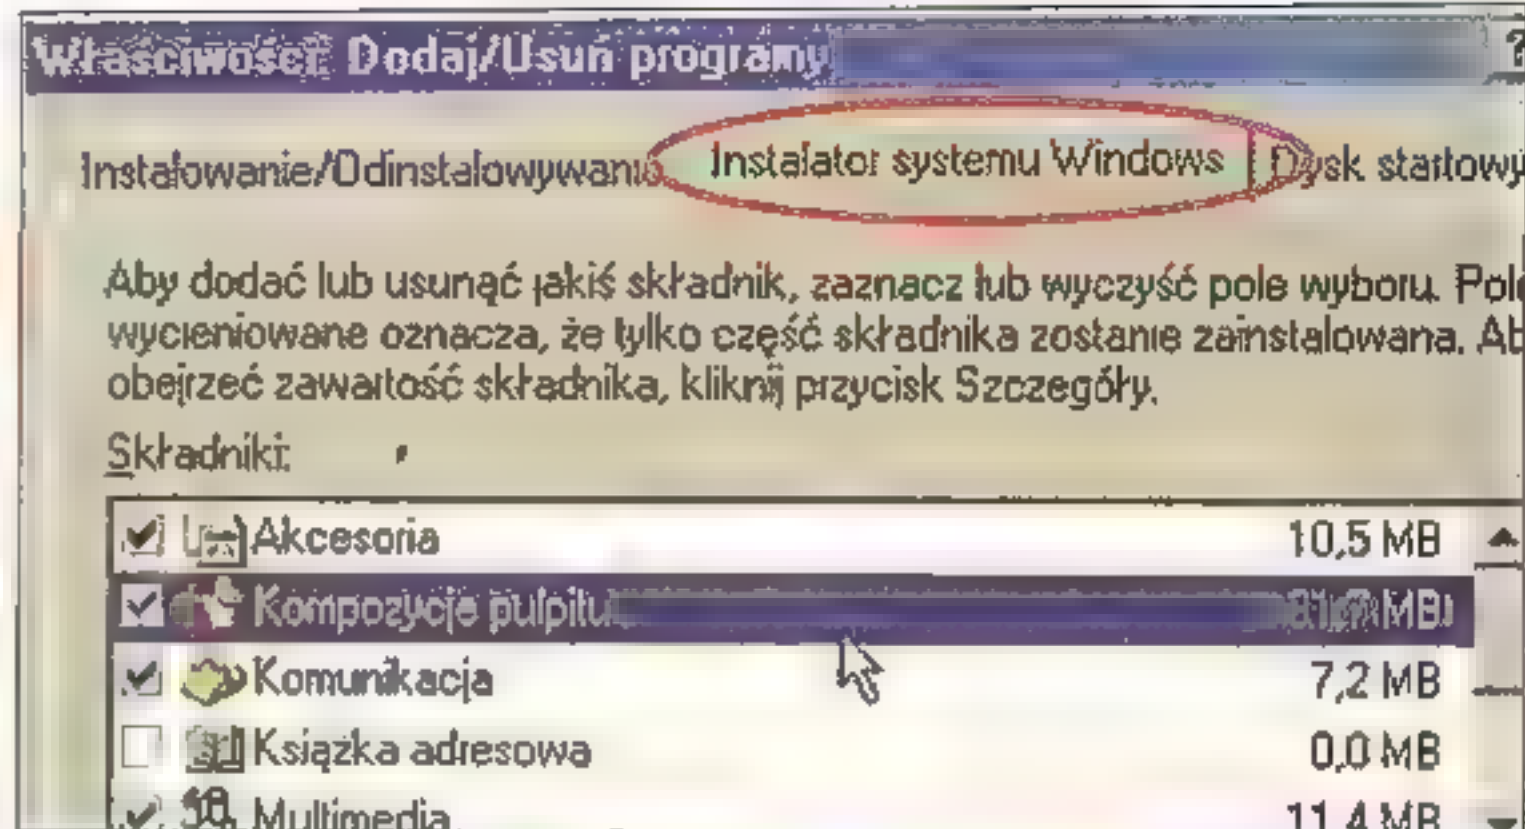 Właściwości: Dodaj/Usuń programy
?
Instalowanie/Odinstalowywanie Instalator systemu Windows Dysk startowy
Aby dodać lub usunąć jakiś składnik, zaznacz lub wyczyść pole wyboru. Pole
wycieniowane oznacza, że tylko część składnika zostanie zainstalowana. Ab
obejrzeć zawartość składnika, kliknij przycisk Szczegóły.
Składniki:
Akcesoria 10,5 MB
Kompozycje pulpitu MB
Komunikacja 7,2 MB
Książka adresowa 0,0 MB
Multimedia 11,4 MB